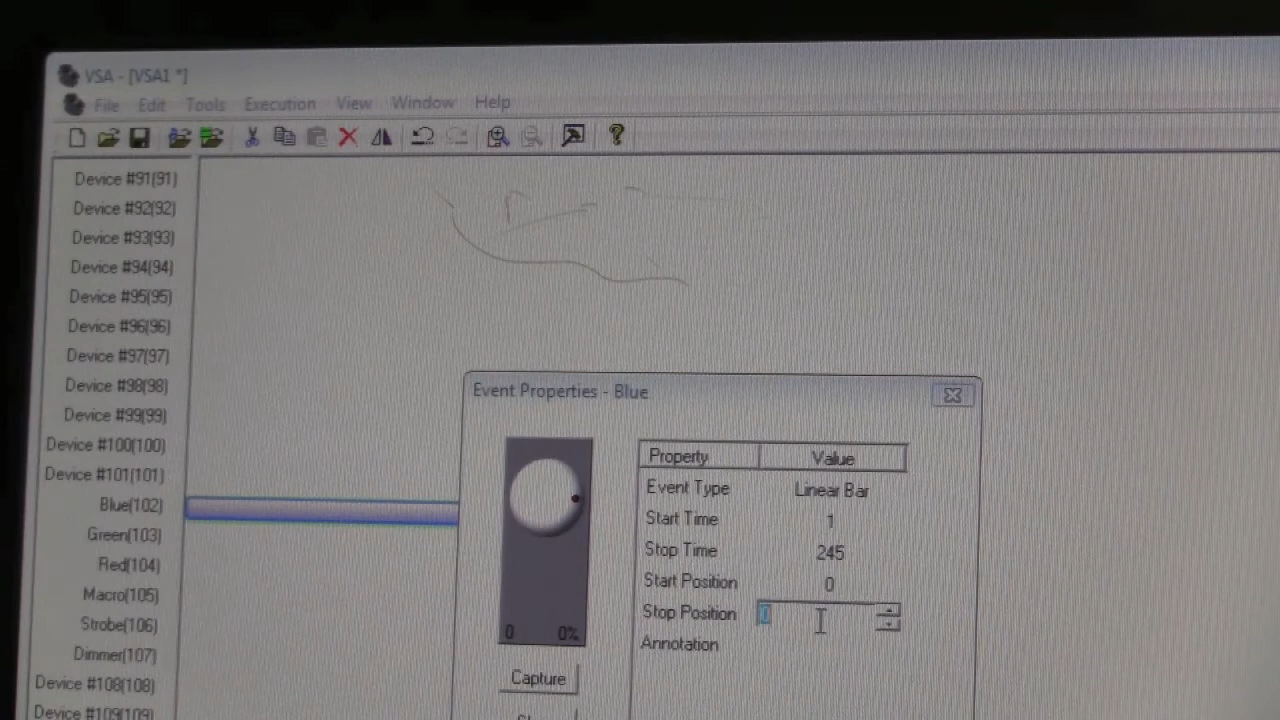 VSA - [VSA1 *]
File Edit Tools Execution View Window Help
Device #91(91)
Device #92(92)
Device #93(93)
Device #94(94)
Device #95(95)
Device #96(96)
Device #97(97)
Device #98(98)
Device #99(99)
Device #100(100)
Device #101(101)
Blue(102)
Green(103)
Red(104)
Macro(105)
Strobe(106)
Dimmer(107)
Device #108(108)
Device #109(109)
Event Properties - Blue
Property Value
Event Type Linear Bar
Start Time 1
Stop Time 245
Start Position 0
Stop Position 0
Annotation
0 0%
Capture